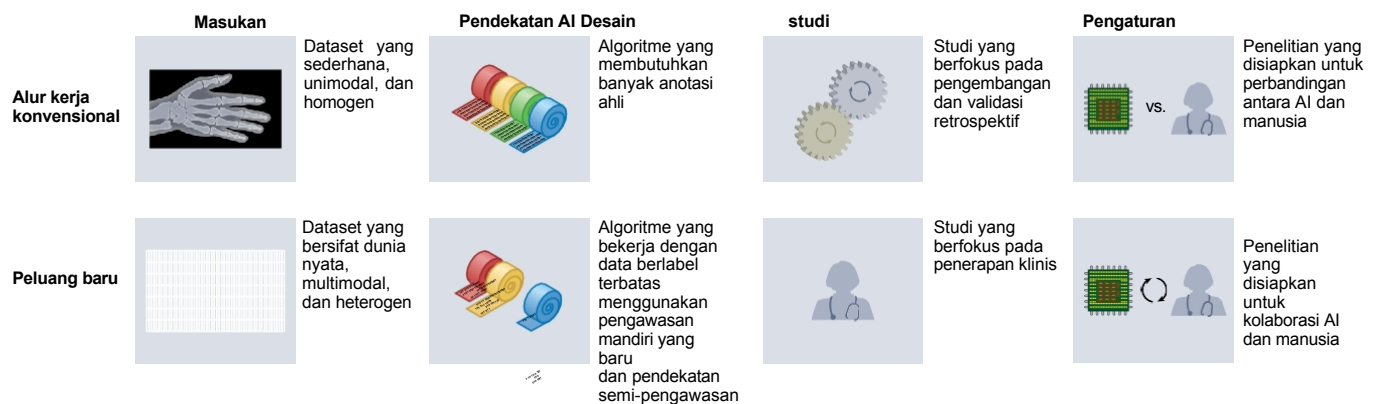 Masukan
Pendekatan AI Desain
studi
Pengaturan
Alur kerja
konvensional
Dataset yang
sederhana,
unimodal, dan
homogen
Algoritme yang
membutuhkan
banyak anotasi
ahli
Studi yang
berfokus pada
pengembangan
dan validasi
retrospektif
vs.
Penelitian yang
disiapkan untuk
perbandingan
antara AI dan
manusia
Peluang baru
Dataset yang
bersifat dunia
nyata,
multimodal,
dan heterogen
Algoritme yang
bekerja dengan
data berlabel
terbatas
menggunakan
pengawasan
mandiri yang
baru
dan pendekatan
semi-pengawasan
Studi yang
berfokus pada
penerapan klinis
Penelitian
yang
disiapkan
untuk
kolaborasi AI
dan manusia